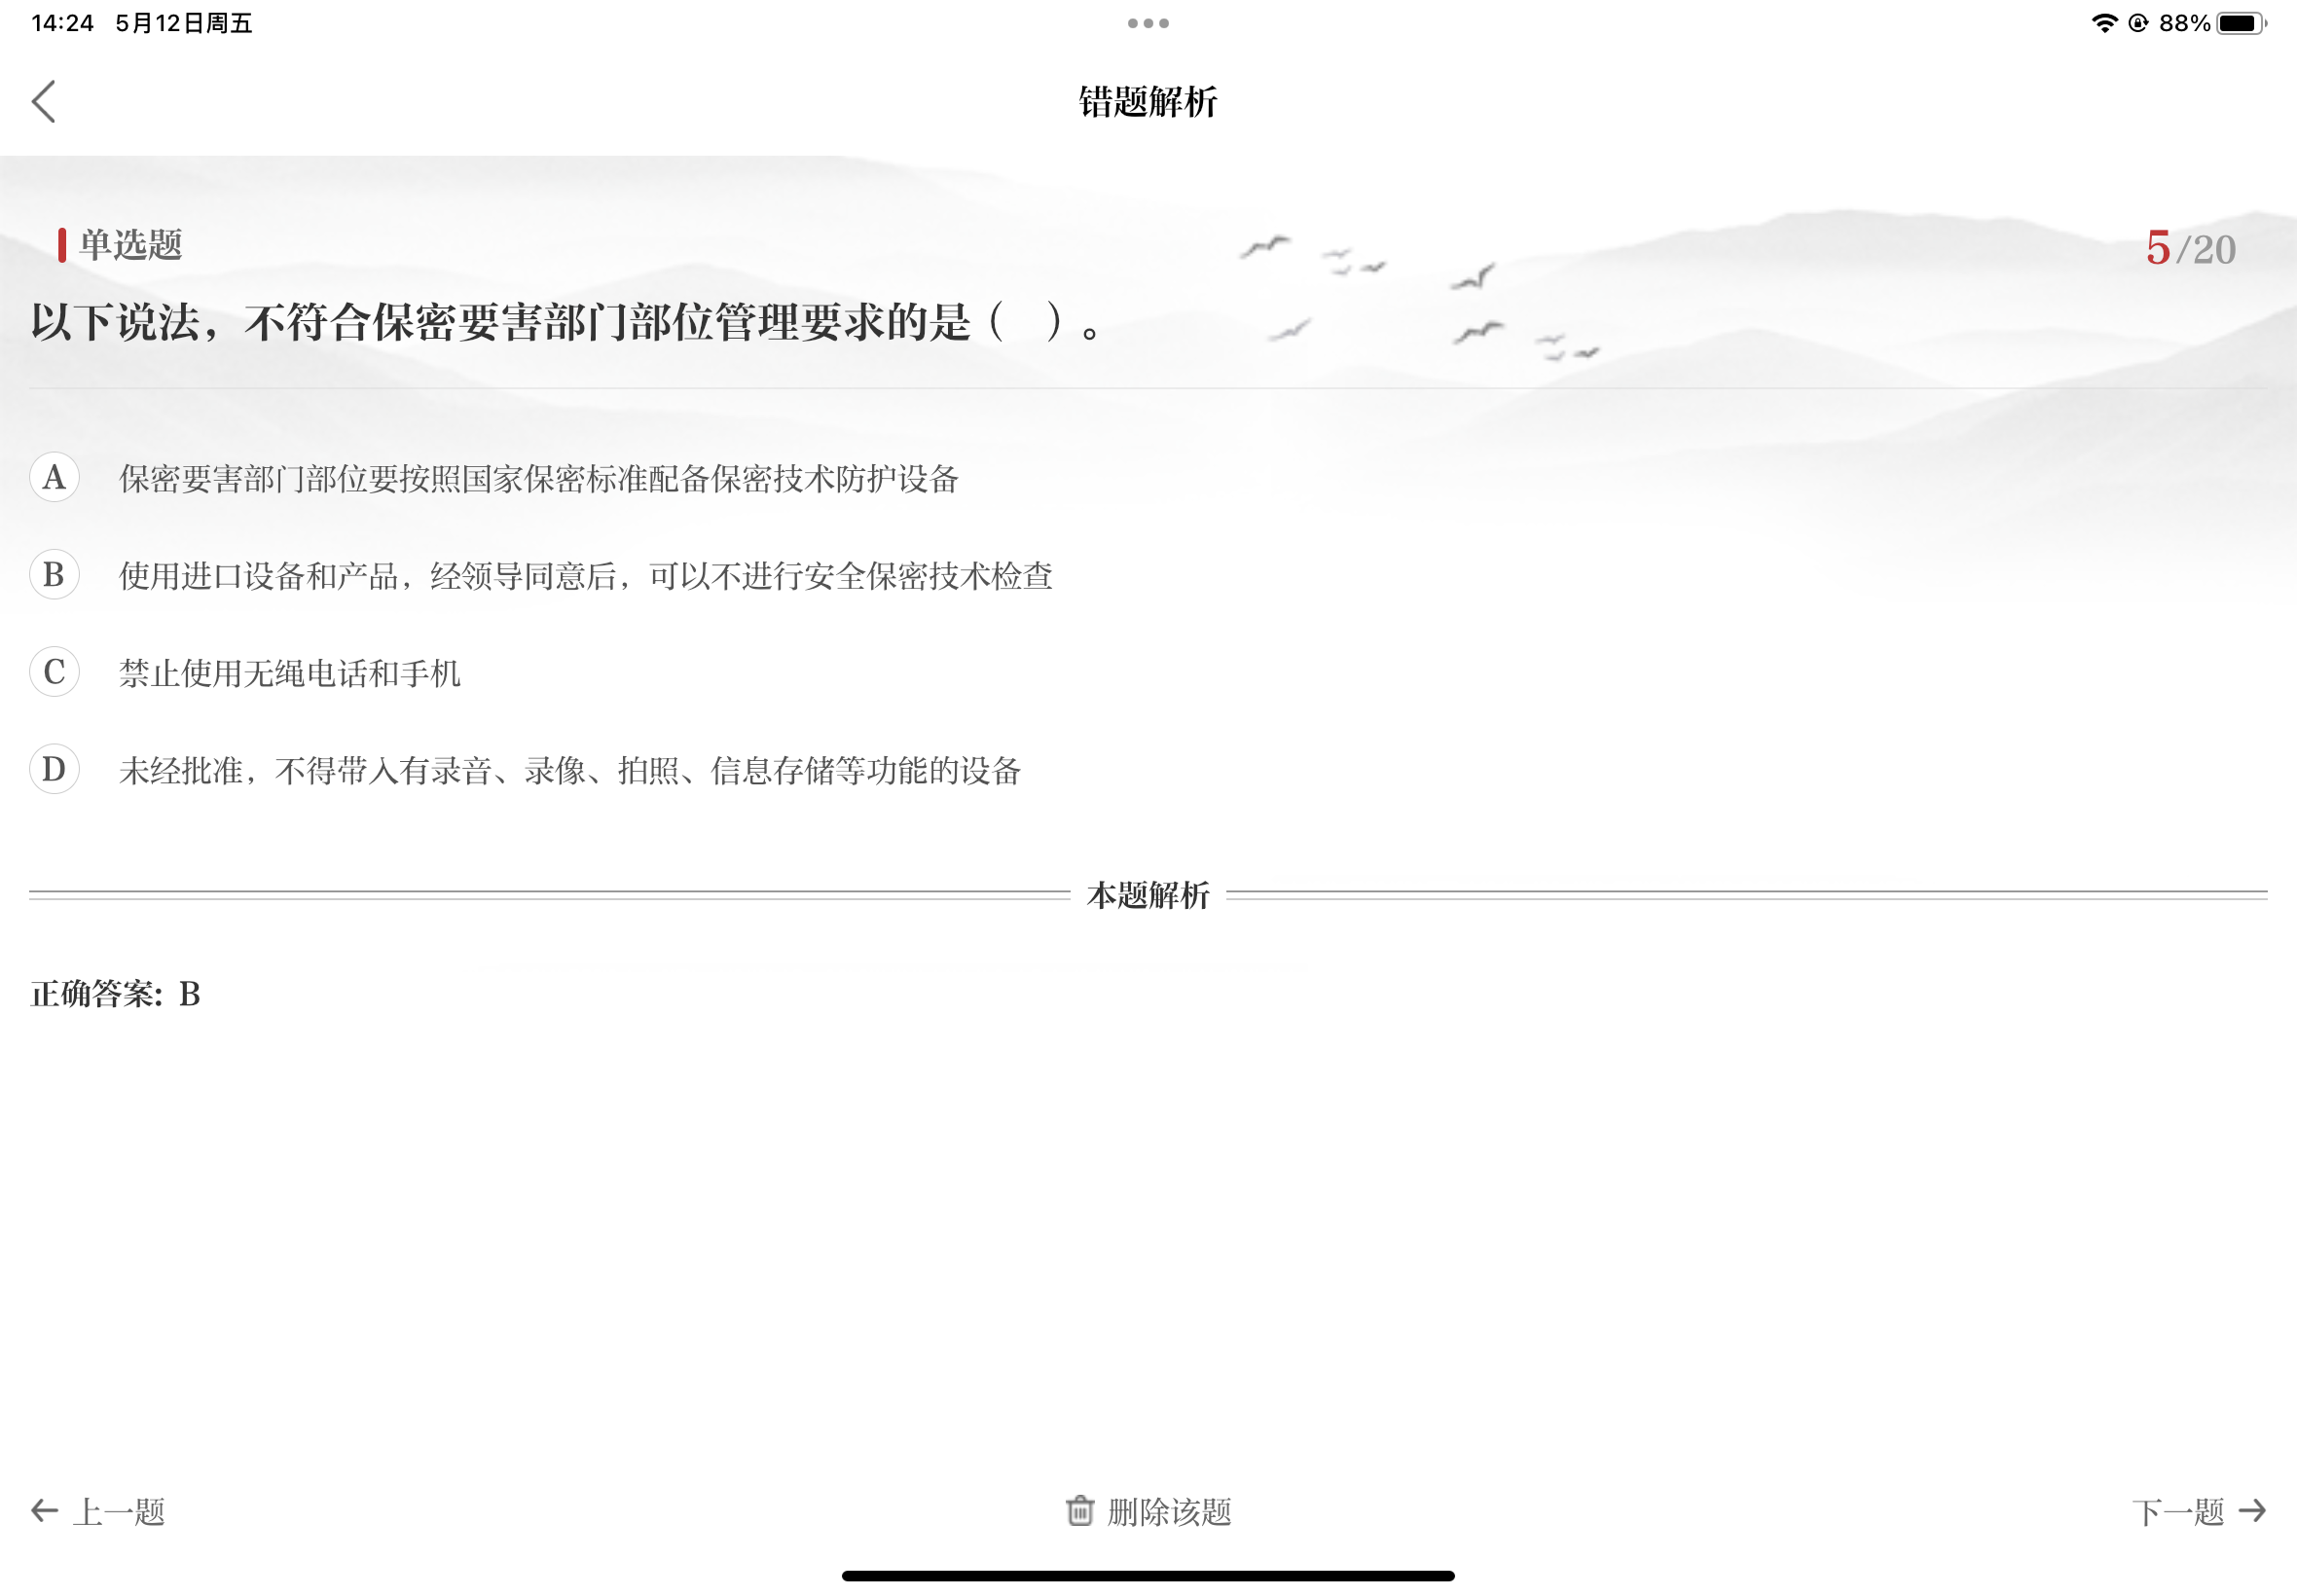 14:24 5月12日周五
88%
错题解析
单选题
5/20
以下说法，不符合保密要害部门部位管理要求的是（ ）。
A 保密要害部门部位要按照国家保密标准配备保密技术防护设备
B 使用进口设备和产品，经领导同意后，可以不进行安全保密技术检查
C 禁止使用无绳电话和手机
D 未经批准，不得带入有录音、录像、拍照、信息存储等功能的设备
本题解析
正确答案: B
上一题
删除该题
下一题